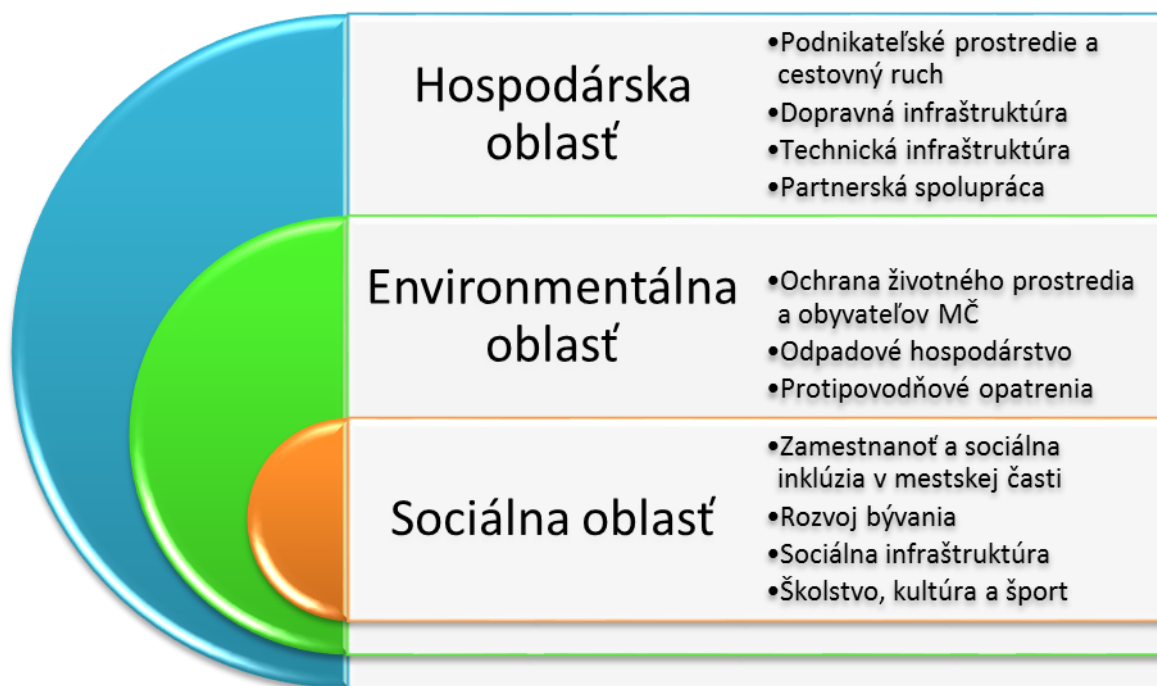 Hospodárska
oblasť
•Podnikateľské prostredie a
cestovný ruch
•Dopravná infraštruktúra
•Technická infraštruktúra
•Partnerská spolupráca
Environmentálna
oblasť
•Ochrana životného prostredia
a obyvateľov MČ
•Odpadové hospodárstvo
•Protipovodňové opatrenia
Sociálna oblasť
•Zamestnanoť a sociálna
inklúzia v mestskej časti
•Rozvoj bývania
•Sociálna infraštruktúra
•Školstvo, kultúra a šport